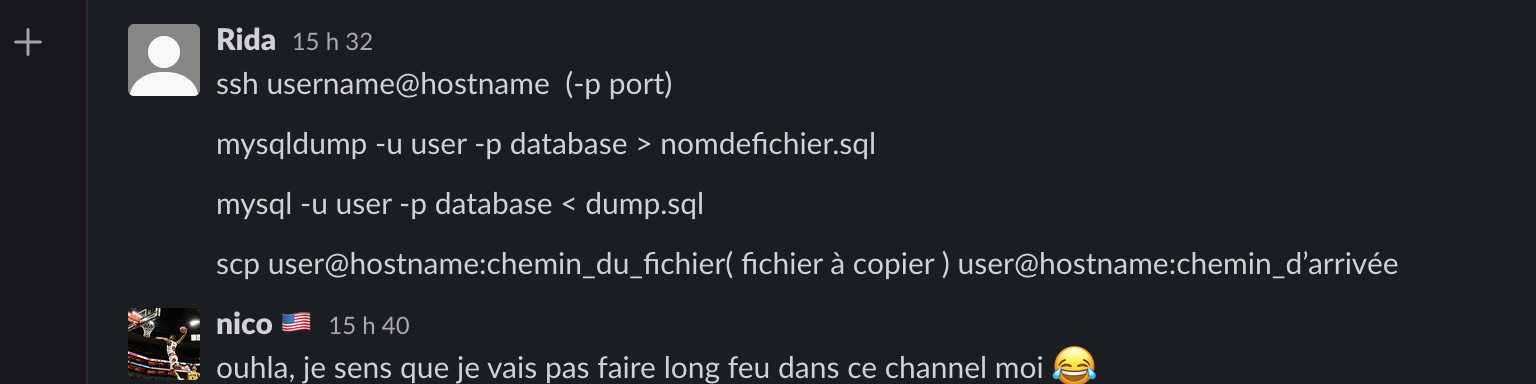 Rida 15 h 32
ssh username@hostname  (-p port)
mysqldump -u user -p database > nomdefichier.sql
mysql -u user -p database < dump.sql
scp user@hostname:chemin_du_fichier( fichier à copier ) user@hostname:chemin_d’arrivée
nico 🇺🇸 15 h 40
ouhla, je sens que je vais pas faire long feu dans ce channel moi 😂